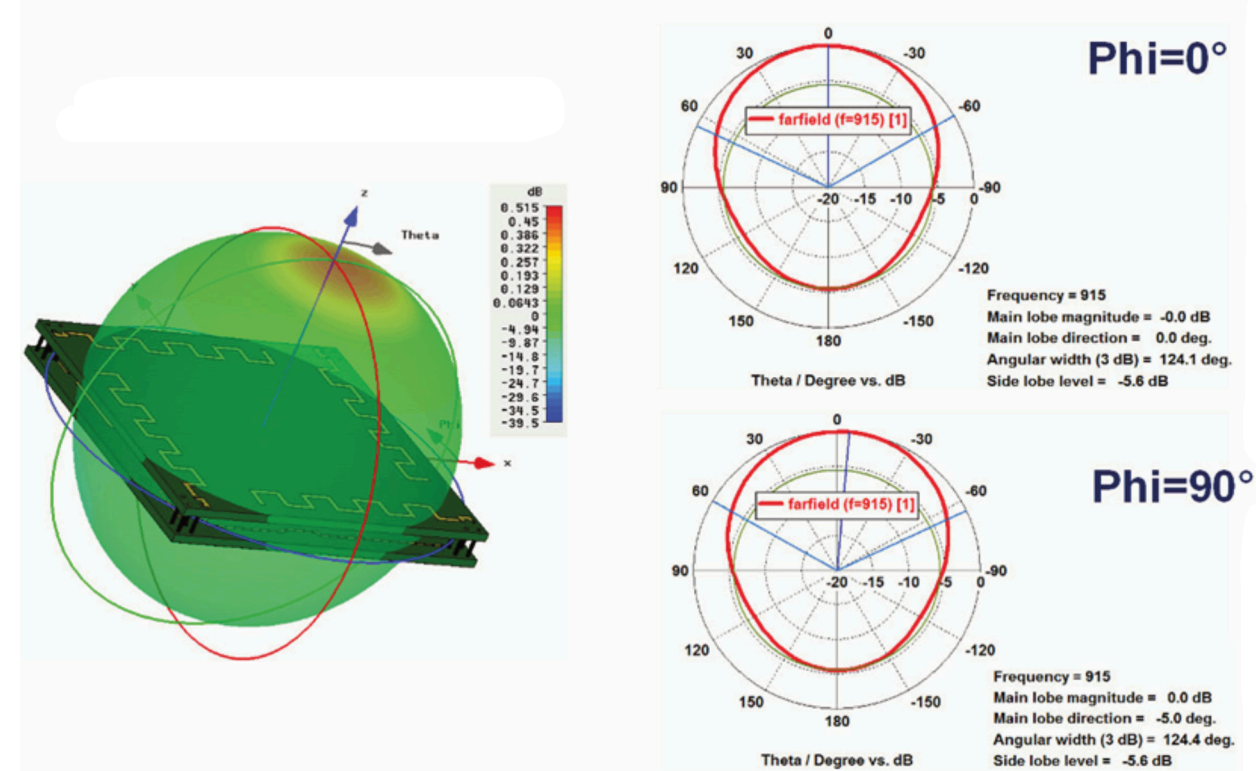 z
Theta
x
dB
0.515
0.45
0.386
0.322
0.257
0.193
0.129
0.0643
0
-4.94
-9.87
-14.8
-19.7
-24.7
-29.6
-34.5
-39.5
Phi=0°
0
30
-30
60
-60
farfield (f=915) [1]
90
-20 -15 -10 -5 0
-90
120
-120
150
-150
180
Frequency = 915
Main lobe magnitude = -0.0 dB
Main lobe direction = 0.0 deg.
Angular width (3 dB) = 124.1 deg.
Side lobe level = -5.6 dB
Theta / Degree vs. dB
Phi=90°
0
30
-30
60
-60
farfield (f=915) [1]
90
-20 -15 -10 -5 0
-90
120
-120
150
-150
180
Frequency = 915
Main lobe magnitude = 0.0 dB
Main lobe direction = -5.0 deg.
Angular width (3 dB) = 124.4 deg.
Side lobe level = -5.6 dB
Theta / Degree vs. dB